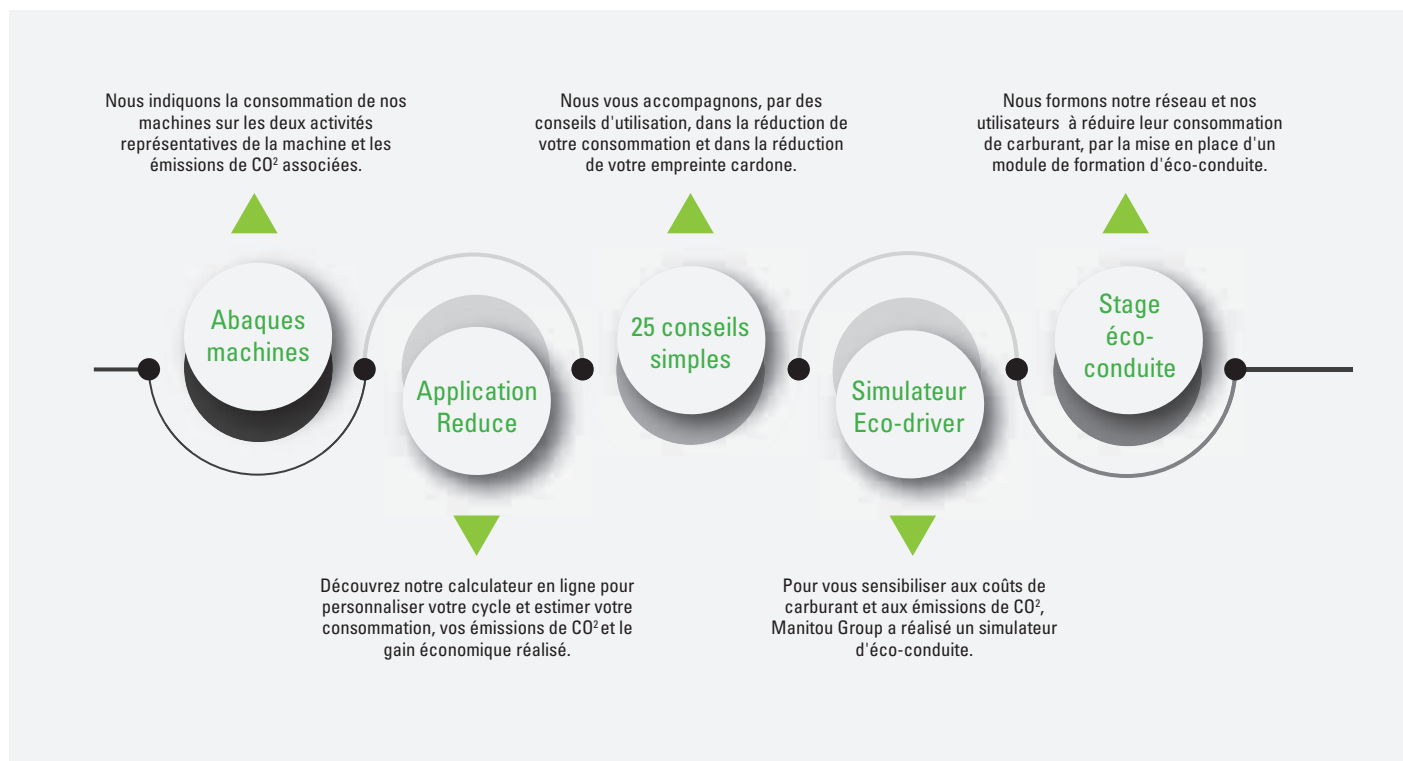 Nous indiquons la consommation de nos
machines sur les deux activités
représentatives de la machine et les
émissions de CO² associées.
Nous vous accompagnons, par des
conseils d'utilisation, dans la réduction de
votre consommation et dans la réduction
de votre empreinte cardone.
Nous formons notre réseau et nos
utilisateurs à réduire leur consommation
de carburant, par la mise en place d'un
module de formation d'éco-conduite.
Abaques
machines
Application
Reduce
25 conseils
simples
Simulateur
Eco-driver
Stage
éco-
conduite
Découvrez notre calculateur en ligne pour
personnaliser votre cycle et estimer votre
consommation, vos émissions de CO² et le
gain économique réalisé.
Pour vous sensibiliser aux coûts de
carburant et aux émissions de CO²,
Manitou Group a réalisé un simulateur
d'éco-conduite.